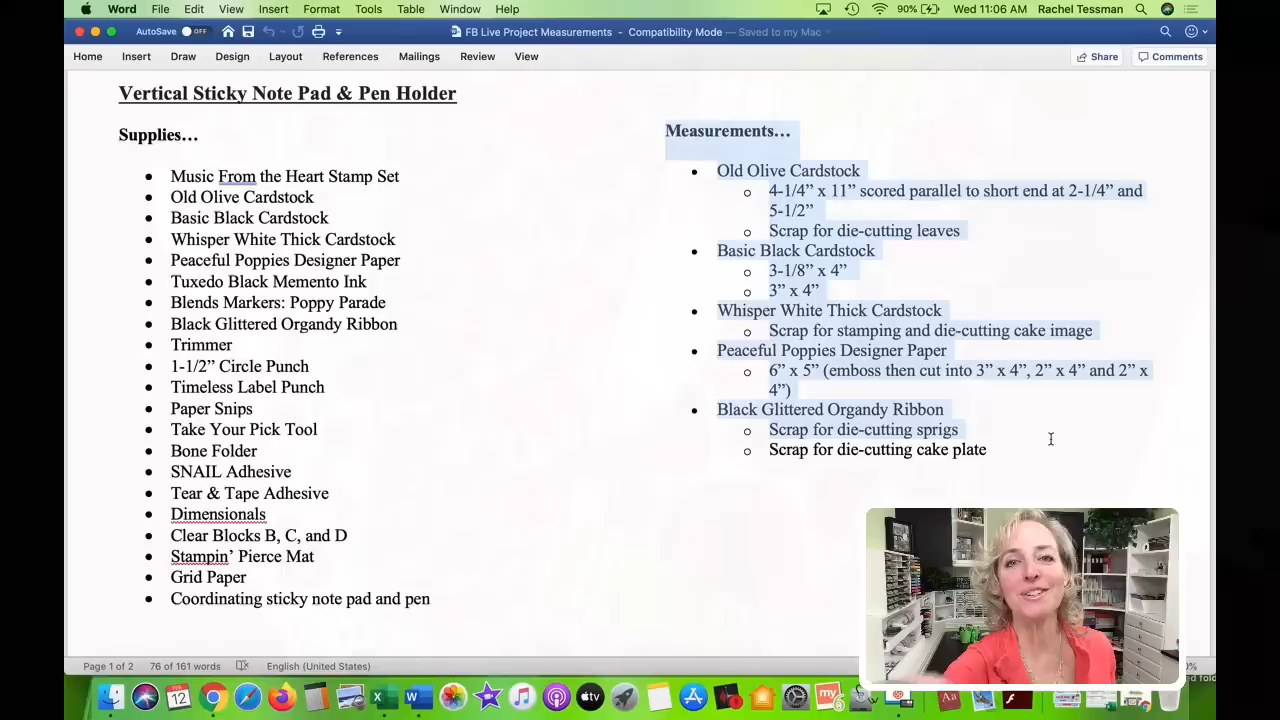 Word File Edit View Insert Format Tools Table Window Help 90% Wed 11:06 AM Rachel Tessman
AutoSave OFF FB Live Project Measurements - Compatibility Mode — Saved to my Mac
Home Insert Draw Design Layout References Mailings Review View Share Comments
Vertical Sticky Note Pad & Pen Holder
Supplies…
• Music From the Heart Stamp Set
• Old Olive Cardstock
• Basic Black Cardstock
• Whisper White Thick Cardstock
• Peaceful Poppies Designer Paper
• Tuxedo Black Memento Ink
• Blends Markers: Poppy Parade
• Black Glittered Organdy Ribbon
• Trimmer
• 1-1/2” Circle Punch
• Timeless Label Punch
• Paper Snips
• Take Your Pick Tool
• Bone Folder
• SNAIL Adhesive
• Tear & Tape Adhesive
• Dimensionals
• Clear Blocks B, C, and D
• Stampin’ Pierce Mat
• Grid Paper
• Coordinating sticky note pad and pen
Measurements…
• Old Olive Cardstock
o 4-1/4” x 11” scored parallel to short end at 2-1/4” and
5-1/2”
o Scrap for die-cutting leaves
• Basic Black Cardstock
o 3-1/8” x 4”
o 3” x 4”
• Whisper White Thick Cardstock
o Scrap for stamping and die-cutting cake image
• Peaceful Poppies Designer Paper
o 6” x 5” (emboss then cut into 3” x 4”, 2” x 4” and 2” x
4”)
• Black Glittered Organdy Ribbon
o Scrap for die-cutting sprigs
o Scrap for die-cutting cake plate
Page 1 of 2 76 of 161 words English (United States)
FEB
12
tv
my
Aa